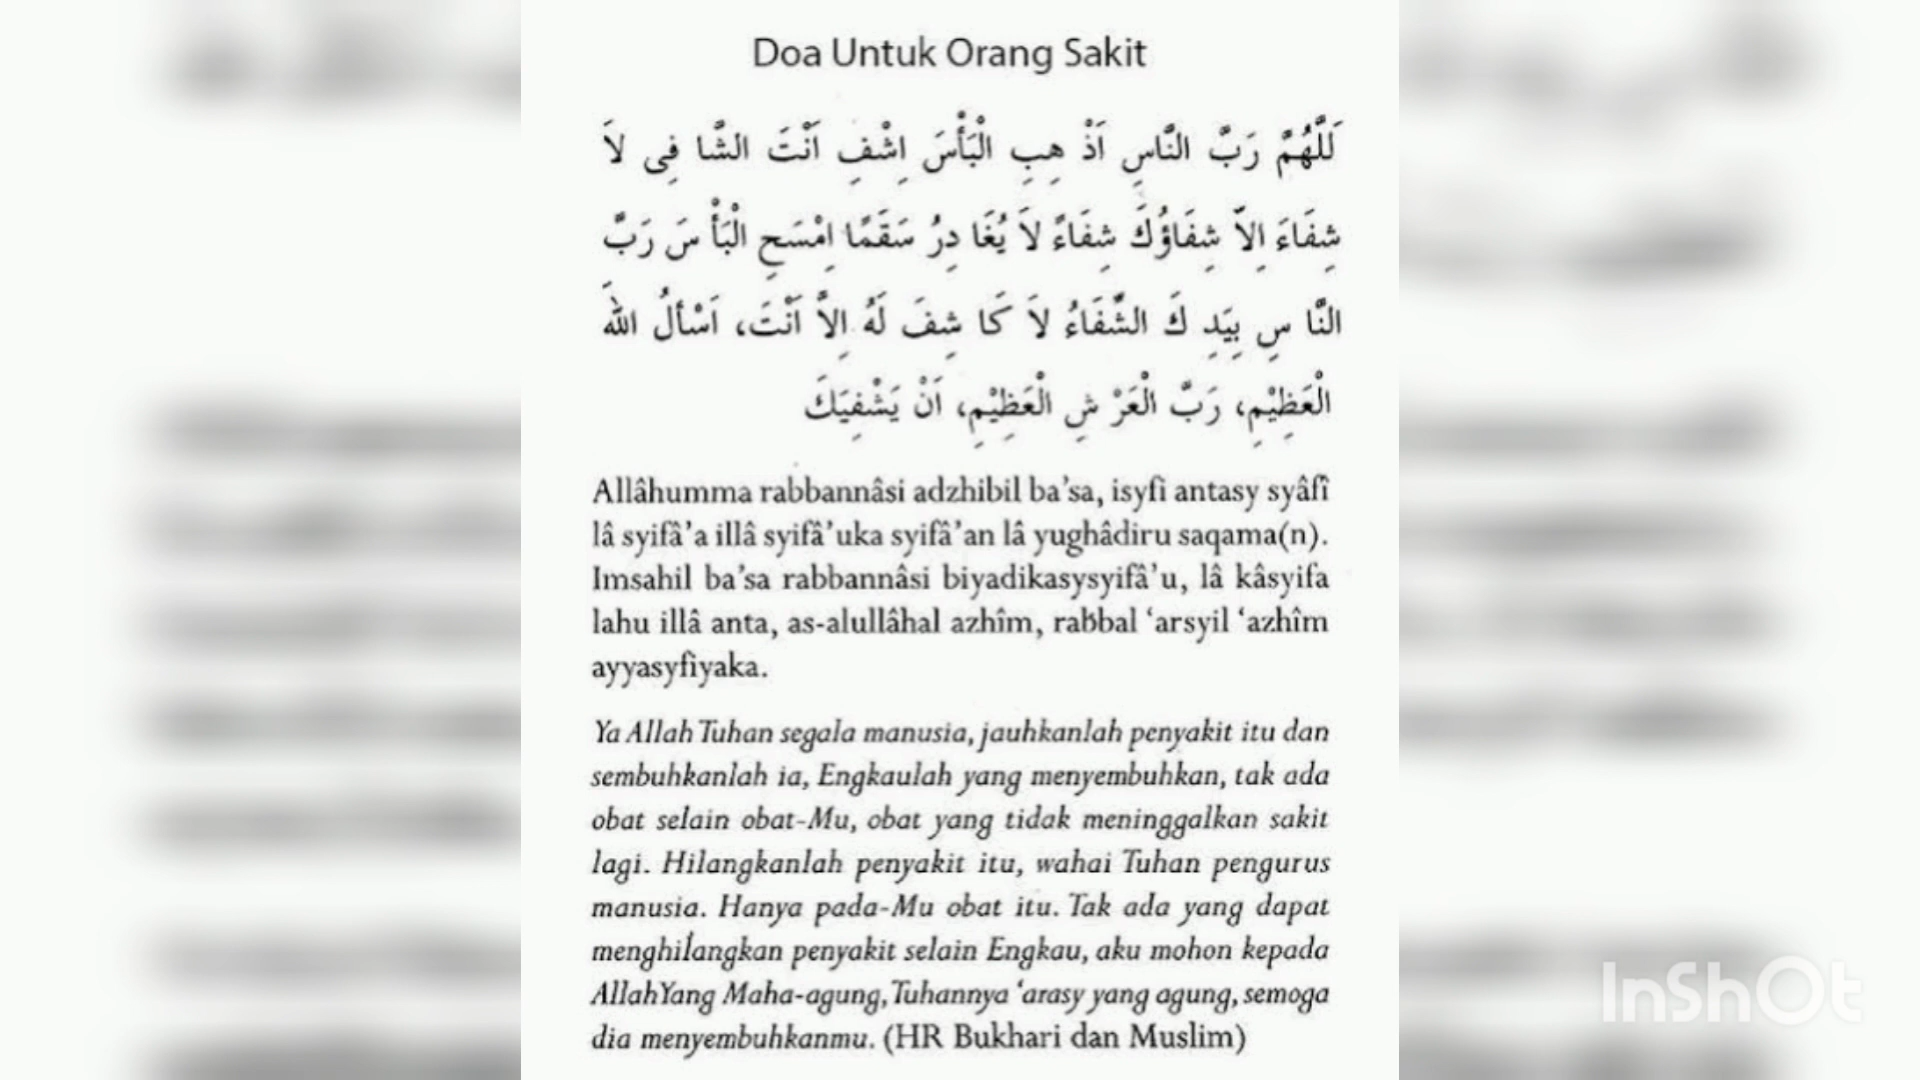 Doa Untuk Orang Sakit
لَلَّهُمَّ رَبَّ النَّاسِ اَذْ هِبِ الْبَأْسَ اِشْفِ اَنْتَ الشَّا فِى لاَ
شِفَاءَ اِلاَّ شِفَاؤُكَ شِفَاءً لاَ يُغَا دِرُ سَقَمًا اِمْسَحِ الْبَأْ سَ رَبَّ
النَّا سِ بِيَدِ كَ الشِّفَاءُ لاَ كَا شِفَ لَهُ اِلاَّ اَنْتَ، اَسْأَلُ اللهَ
الْعَظِيْمِ، رَبَّ الْعَرْ شِ الْعَظِيْمِ، اَنْ يَشْفِيَكَ
Allâhumma rabbannâsi adzhibil ba’sa, isyfi antasy syâfî
lâ syifâ’a illâ syifâ’uka syifâ’an lâ yughâdiru saqama(n).
Imsahil ba’sa rabbannâsi biyadikasysyifâ’u, lâ kâsyifa
lahu illâ anta, as-alullâhal azhîm, rabbal ‘arsyil ‘azhîm
ayyasyfiyaka.
Ya Allah Tuhan segala manusia, jauhkanlah penyakit itu dan
sembuhkanlah ia, Engkaulah yang menyembuhkan, tak ada
obat selain obat-Mu, obat yang tidak meninggalkan sakit
lagi. Hilangkanlah penyakit itu, wahai Tuhan pengurus
manusia. Hanya pada-Mu obat itu. Tak ada yang dapat
menghilangkan penyakit selain Engkau, aku mohon kepada
AllahYang Maha-agung,Tuhannya ‘arasy yang agung, semoga
dia menyembuhkanmu. (HR Bukhari dan Muslim)
InShOt